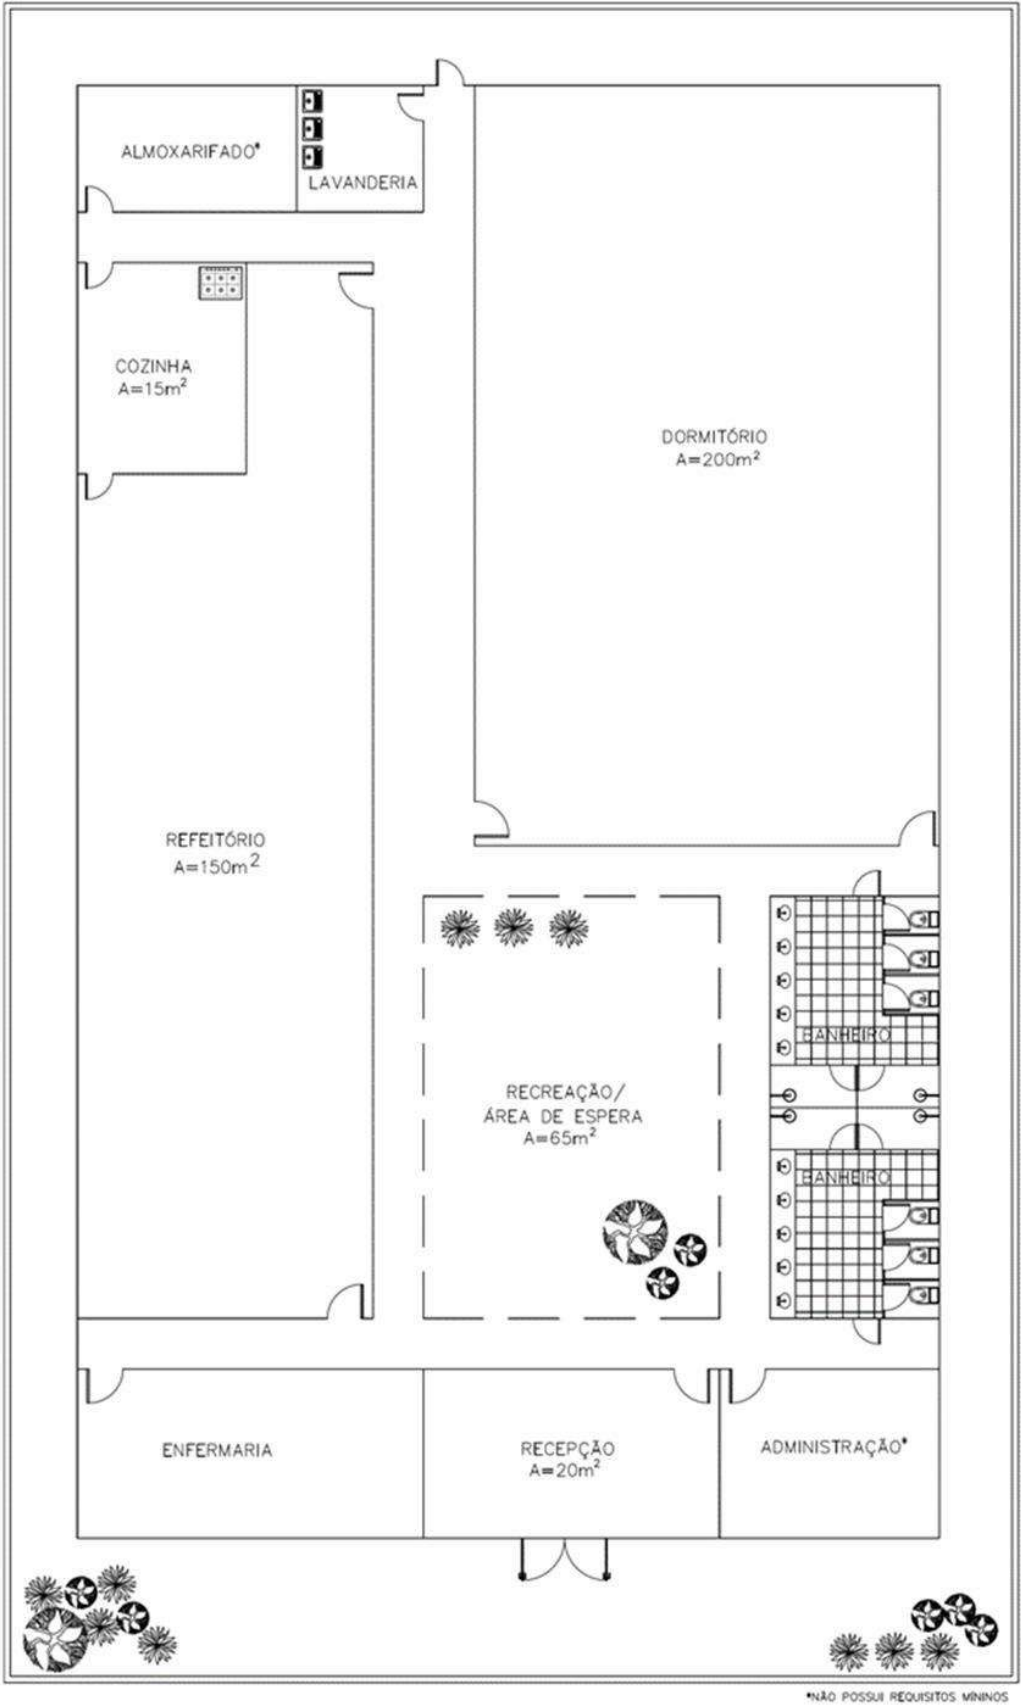 ALMOXARIFADO*
LAVANDERIA
COZINHA
A=15m²
DORMITÓRIO
A=200m²
REFEITÓRIO
A=150m²
BANHEIRO
RECREAÇÃO/
ÁREA DE ESPERA
A=65m²
BANHEIRO
ENFERMARIA
RECEPÇÃO
A=20m²
ADMINISTRAÇÃO*
*NÃO POSSUI REQUISITOS MÍNINOS